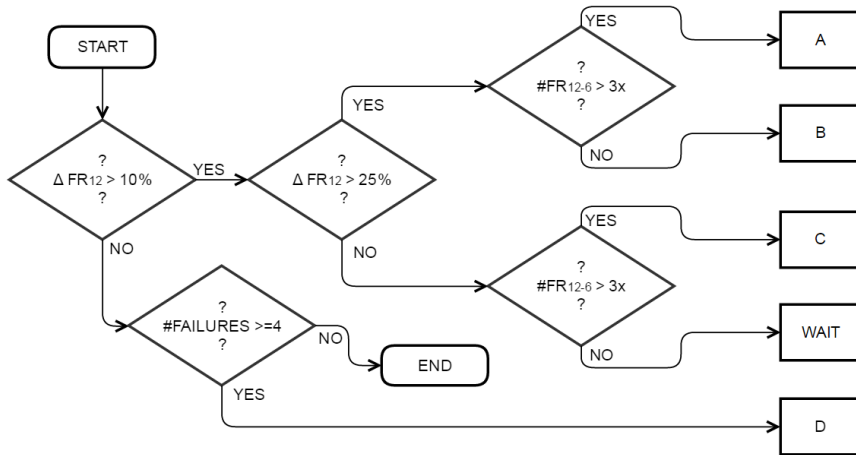 START
?
Δ FR12 > 10%
?
YES
NO
?
Δ FR12 > 25%
?
YES
NO
?
#FR12-6 > 3x
?
YES
NO
A
B
?
#FR12-6 > 3x
?
YES
NO
C
WAIT
?
#FAILURES >=4
?
NO
YES
END
D